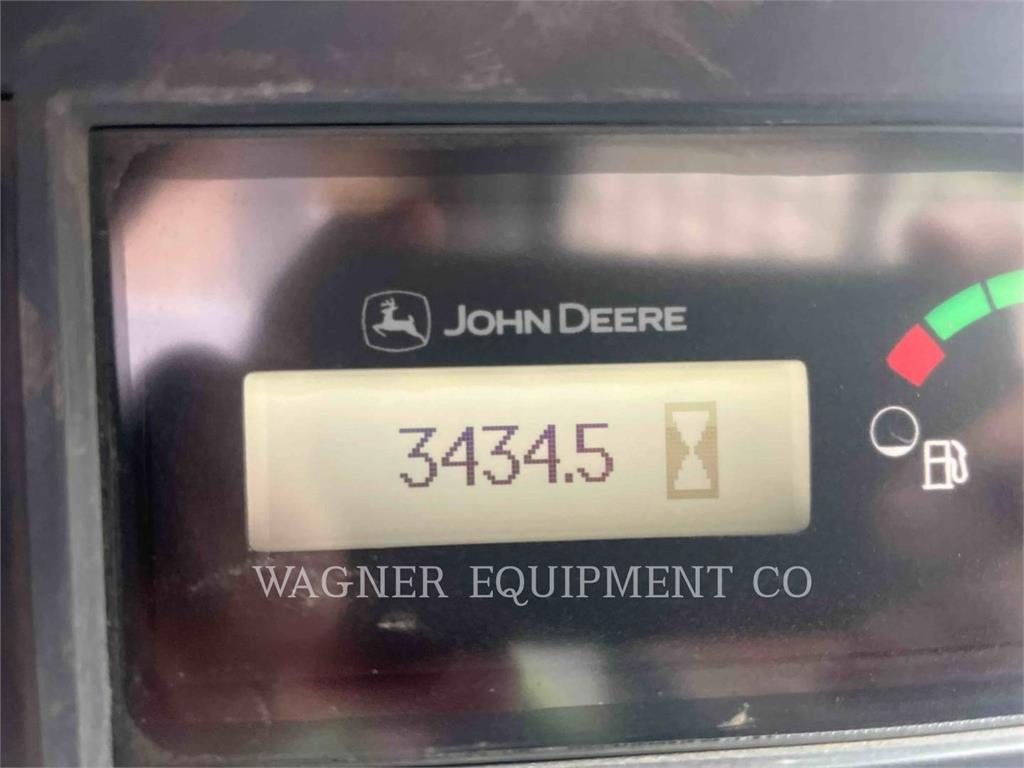 JOHN DEERE
3434.5
WAGNER EQUIPMENT CO